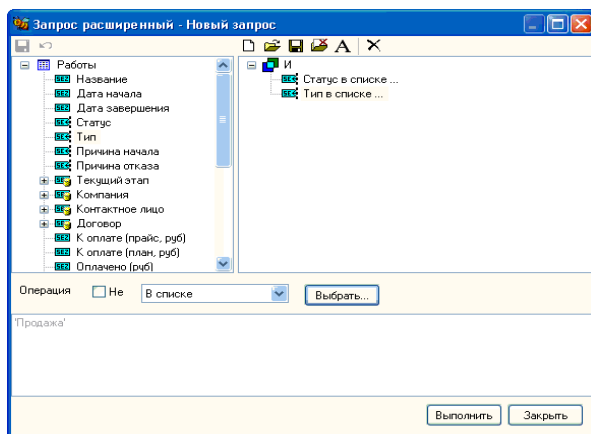 Запрос расширенный - Новый запрос
Работы
Название
Дата начала
Дата завершения
Статус
Тип
Причина начала
Причина отказа
Текущий этап
Компания
Контактное лицо
Договор
К оплате (прайс, руб)
К оплате (план, руб)
Оплачено (руб)
И
Статус в списке ...
Тип в списке ...
Операция Не В списке Выбрать...
'Продажа'
Выполнить Закрыть